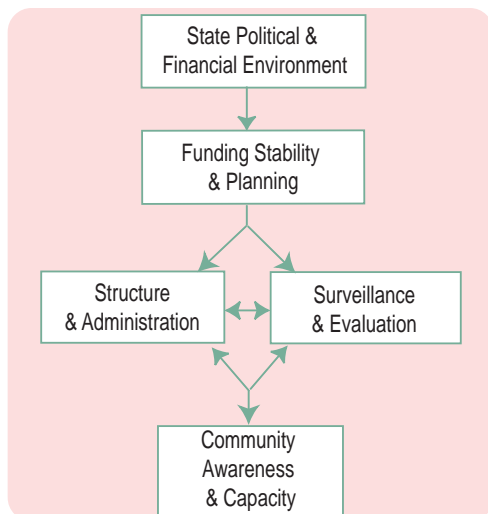 State Political &
Financial Environment
Funding Stability
& Planning
Structure
& Administration
Surveillance
& Evaluation
Community
Awareness
& Capacity